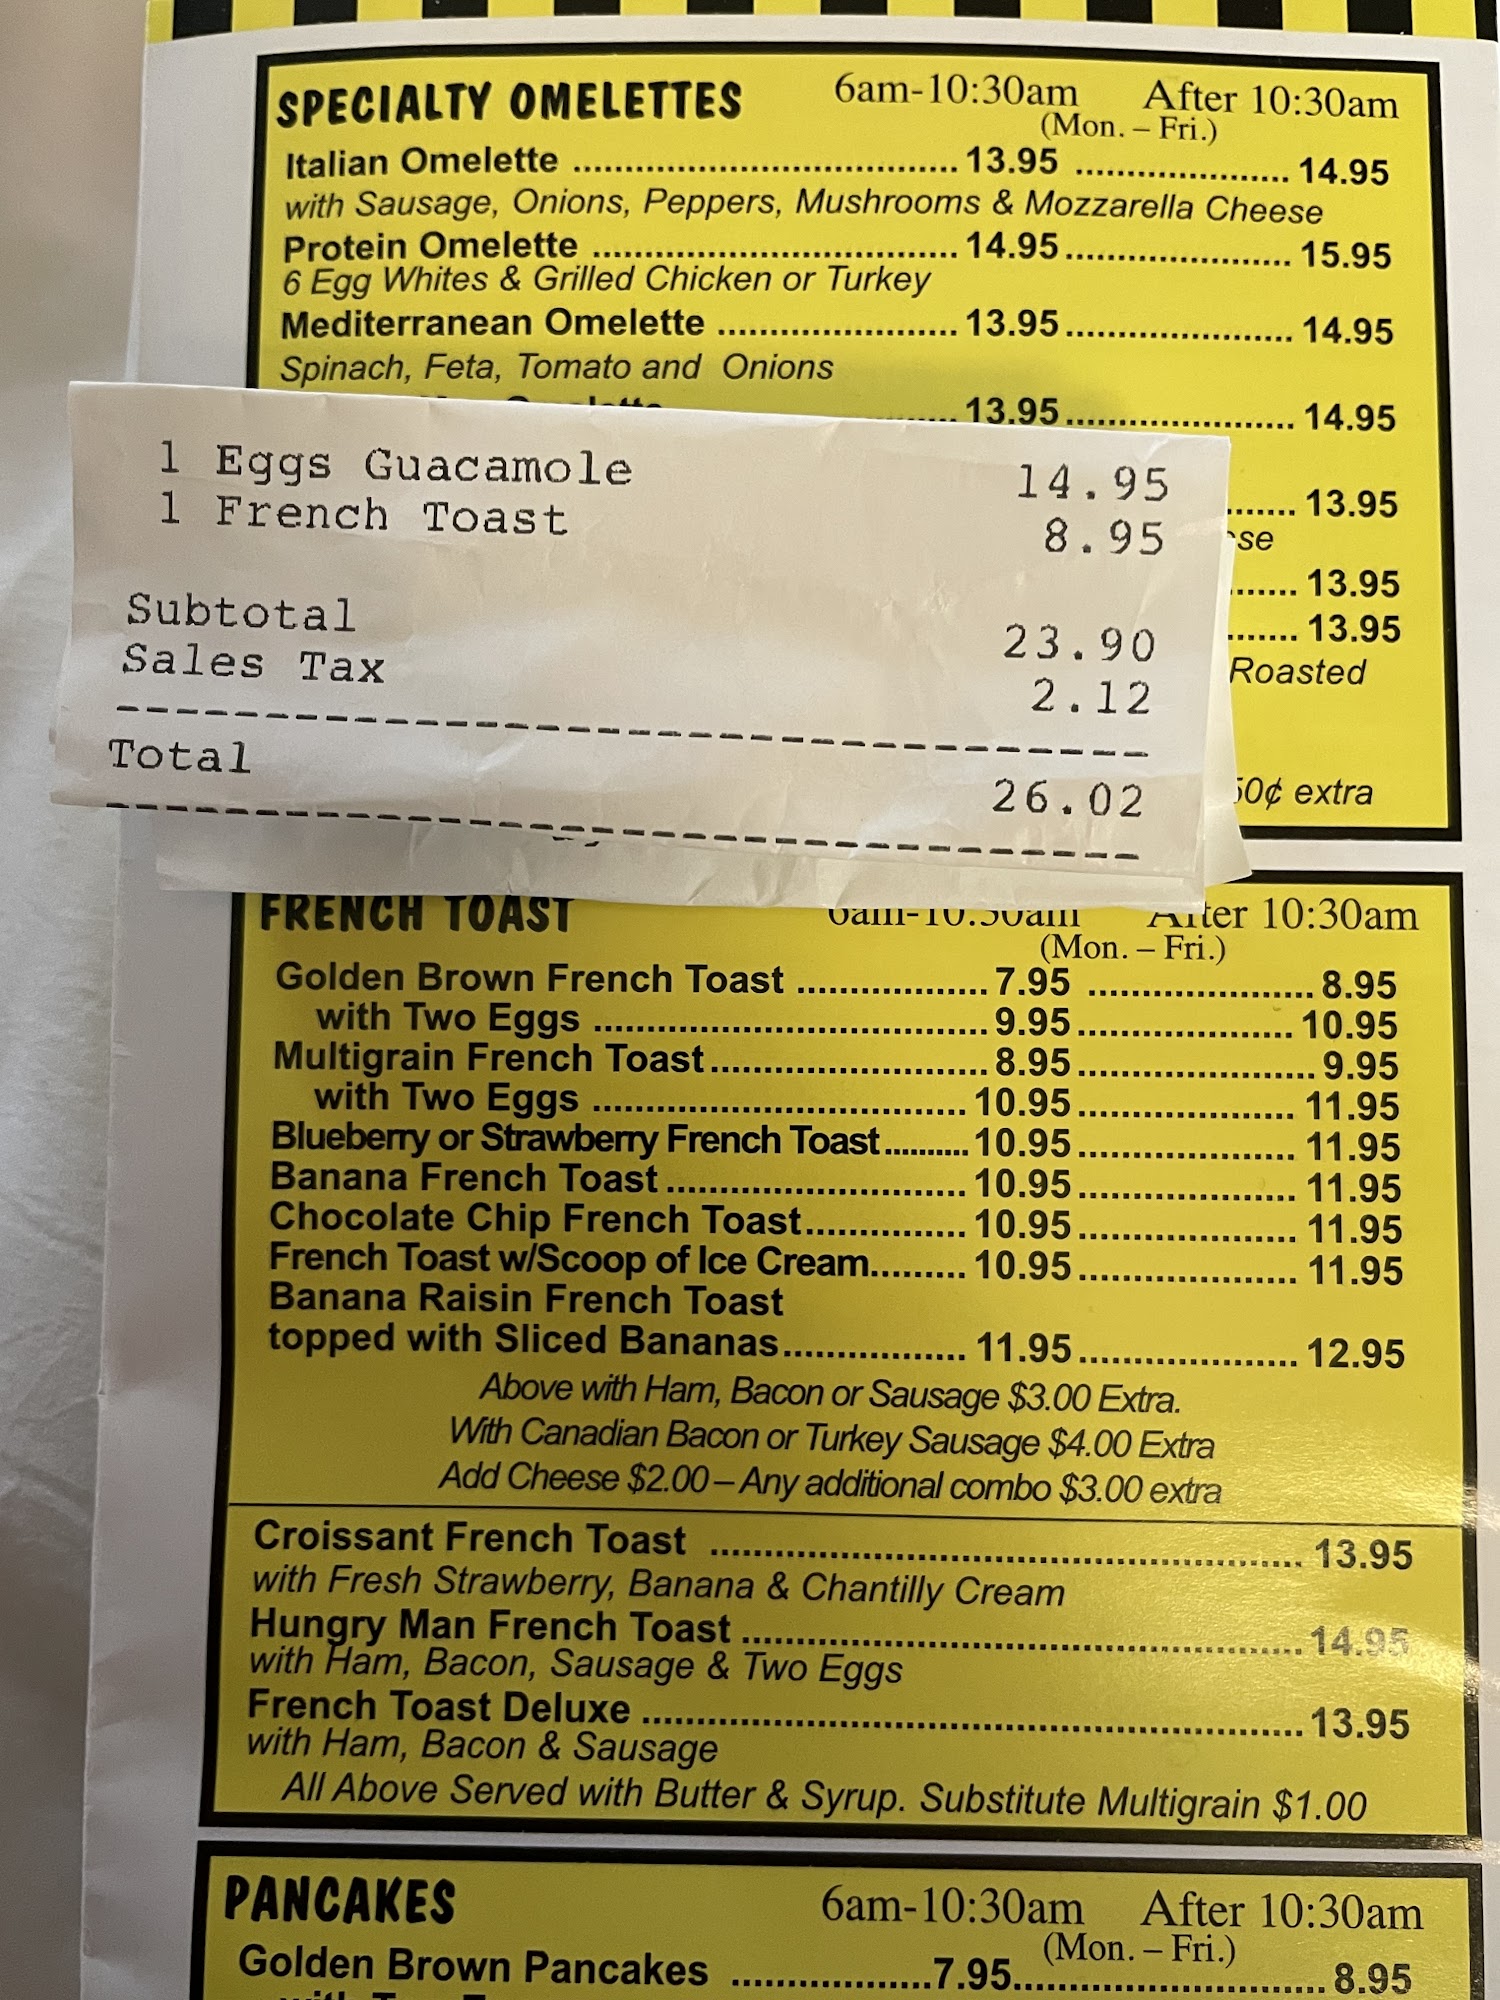 SPECIALTY OMELETTES 6am-10:30am After 10:30am
(Mon. – Fri.)
Italian Omelette ..................................... 13.95 .................... 14.95
with Sausage, Onions, Peppers, Mushrooms & Mozzarella Cheese
Protein Omelette ................................... 14.95...................... 15.95
6 Egg Whites & Grilled Chicken or Turkey
Mediterranean Omelette ....................... 13.95...................... 14.95
Spinach, Feta, Tomato and Onions
13.95...................... 14.95
1 Eggs Guacamole 14.95
1 French Toast 8.95
Subtotal 23.90
Sales Tax 2.12
Total 26.02
....... 13.95
...... 13.95
....... 13.95
Roasted
extra
FRENCH TOAST 6am-10:30am After 10:30am
(Mon. – Fri.)
Golden Brown French Toast .................. 7.95 ...................... 8.95
with Two Eggs ...................................... 9.95.................... 10.95
Multigrain French Toast........................... 8.95...................... 9.95
with Two Eggs .................................... 10.95.................... 11.95
Blueberry or Strawberry French Toast.......... 10.95.................... 11.95
Banana French Toast ............................. 10.95.................... 11.95
Chocolate Chip French Toast............... 10.95.................... 11.95
French Toast w/Scoop of Ice Cream......... 10.95.................... 11.95
Banana Raisin French Toast
topped with Sliced Bananas................. 11.95..................... 12.95
Above with Ham, Bacon or Sausage $3.00 Extra.
With Canadian Bacon or Turkey Sausage $4.00 Extra
Add Cheese $2.00 – Any additional combo $3.00 extra
Croissant French Toast ........................................................ 13.95
with Fresh Strawberry, Banana & Chantilly Cream
Hungry Man French Toast ..................................................... 14.95
with Ham, Bacon, Sausage & Two Eggs
French Toast Deluxe .............................................................. 13.95
with Ham, Bacon & Sausage
All Above Served with Butter & Syrup. Substitute Multigrain $1.00
PANCAKES 6am-10:30am After 10:30am
(Mon. – Fri.)
Golden Brown Pancakes ...................7.95.............................. 8.95